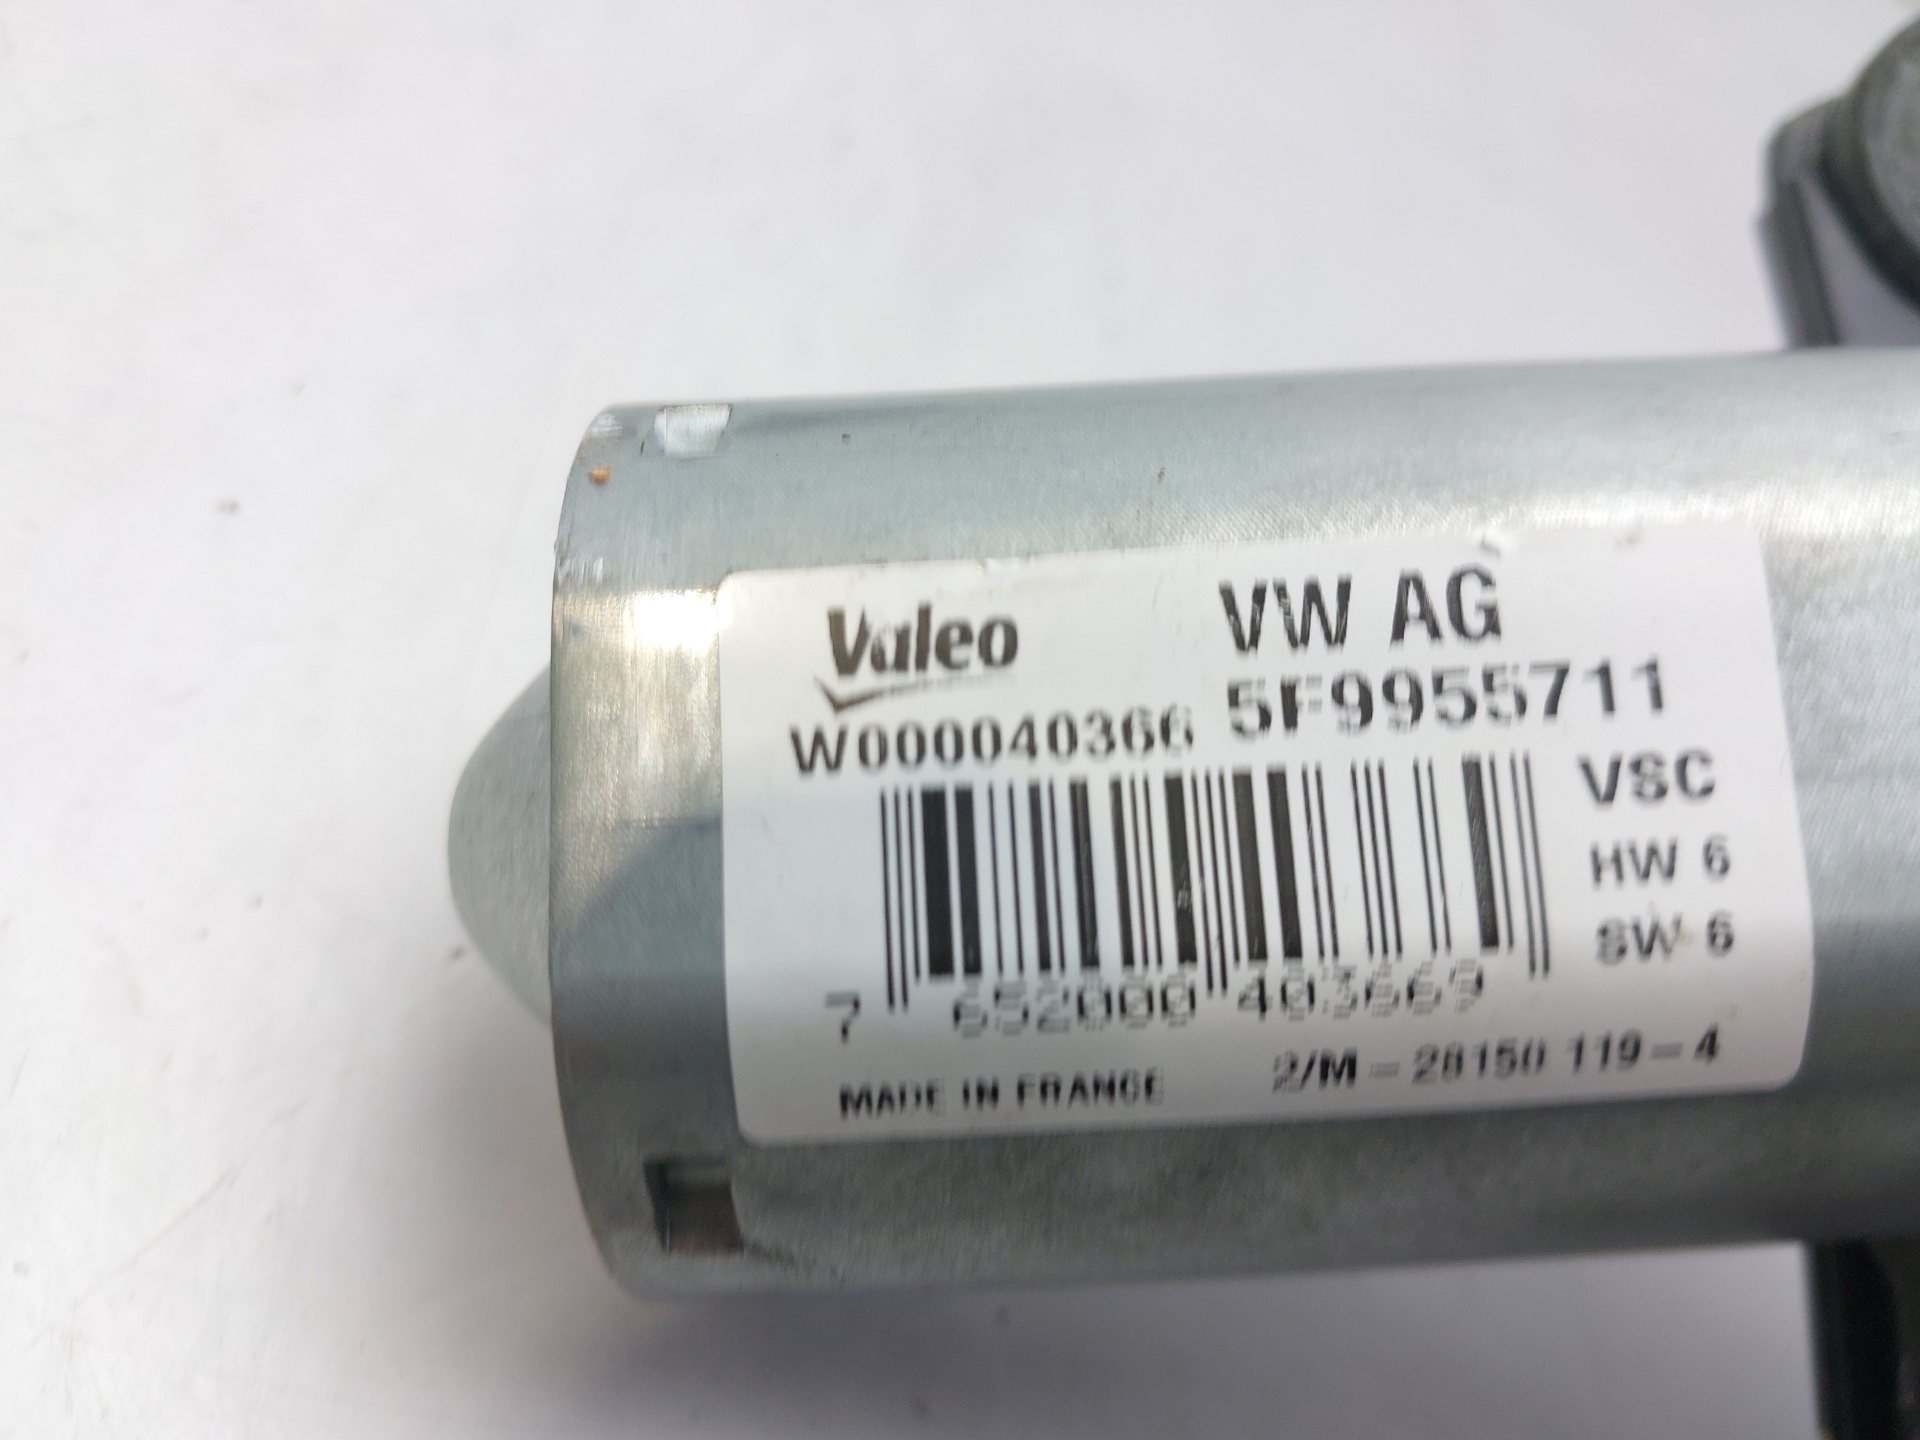 Valeo
VW AG
W000040366 5F9955711
VSC
HW 6
SW 6
7 652000 403669
MADE IN FRANCE 2/M-28150 119-4